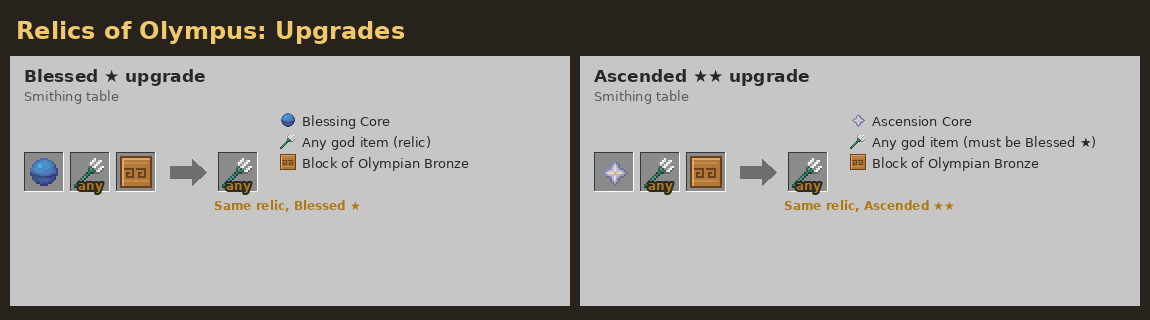 Relics of Olympus: Upgrades
Blessed ★ upgrade
Smithing table
Blessing Core
Any god item (relic)
Block of Olympian Bronze
any
any
Same relic, Blessed ★
Ascended ★★ upgrade
Smithing table
Ascension Core
Any god item (must be Blessed ★)
Block of Olympian Bronze
any
any
Same relic, Ascended ★★